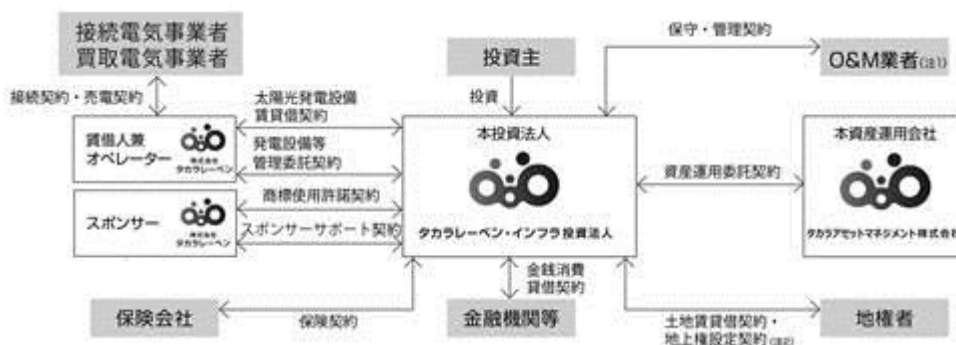 接続電気事業者
買取電気事業者
投資主
保守・管理契約
O&M業者(注1)
接続契約・売電契約
太陽光発電設備
賃貸借契約
投資
賃借人兼
オペレーター
株式会社
タカラレーベン
発電設備等
管理委託契約
本投資法人
タカラレーベン・インフラ投資法人
資産運用委託契約
本資産運用会社
タカラアセットマネジメント株式会社
スポンサー
株式会社
タカラレーベン
商標使用許諾契約
スポンサーサポート契約
保険会社
保険契約
金銭消費
貸借契約
金融機関等
土地賃貸借契約・
地上権設定契約(注2)
地権者